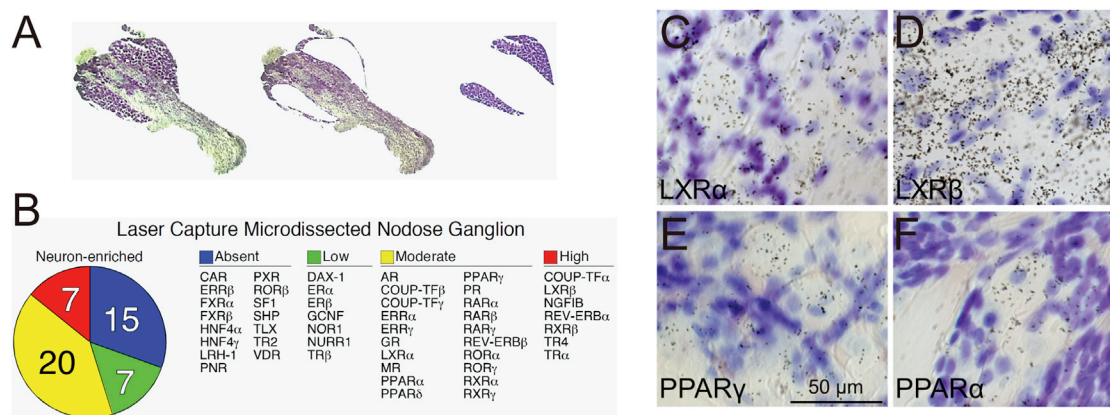 A
B
Laser Capture Microdissected Nodose Ganglion
Neuron-enriched
7
15
20
7
Absent
CAR PXR
ERRβ RORβ
FXRα SF1
FXRβ SHP
HNF4α TLX
HNF4γ TR2
LRH-1 VDR
PNR
Low
DAX-1
ERα
ERβ
GCNF
NOR1
NURR1
TRβ
Moderate
AR PPARγ
COUP-TFβ PR
COUP-TFγ RARα
ERRα RARβ
ERRγ RARγ
GR REV-ERBβ
LXRα RORα
MR RORγ
PPARα RXRα
PPARδ RXRγ
High
COUP-TFα
LXRβ
NGFIB
REV-ERBα
RXRβ
TR4
TRα
C
LXRα
D
LXRβ
E
PPARγ
50 µm
F
PPARα